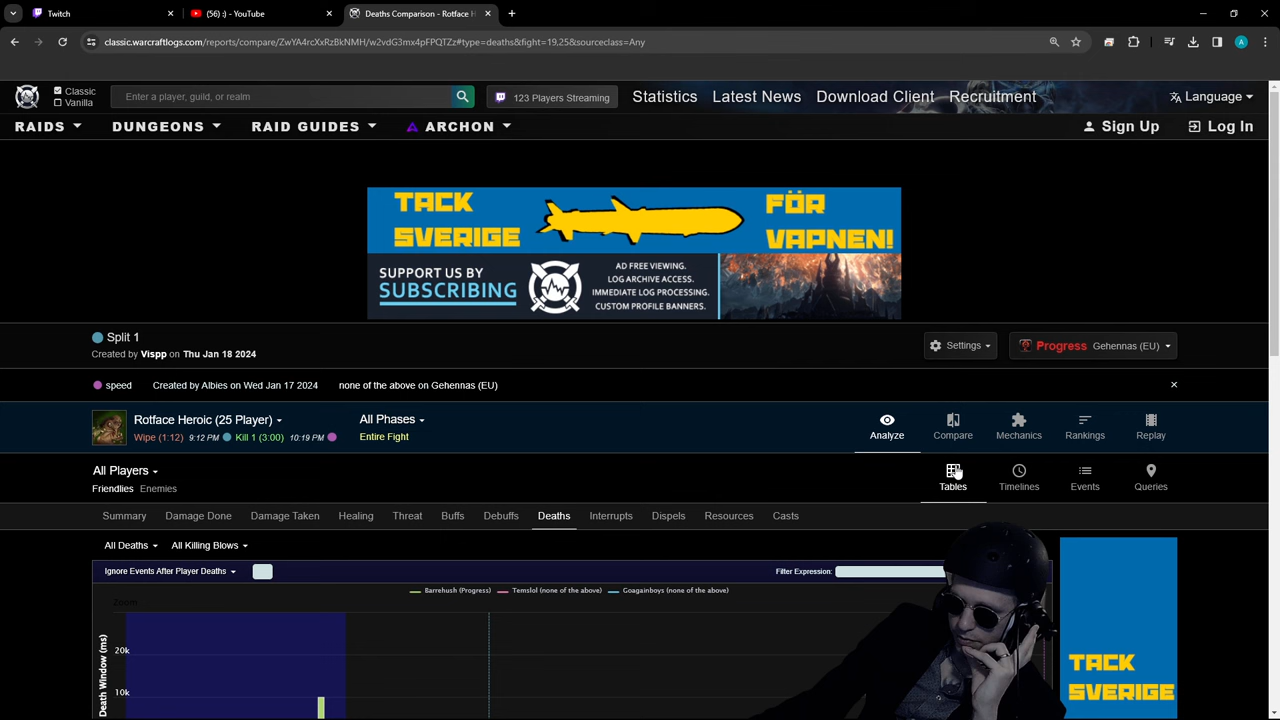 Twitch
(56) :) - YouTube
Deaths Comparison - Rotface H
classic.warcraftlogs.com/reports/compare/ZwYA4rcXxRzBkNMH/w2vdG3mx4pFPQTZz#type=deaths&fight=19,25&sourceclass=Any
A
Classic
Vanilla
Enter a player, guild, or realm
123 Players Streaming
Statistics
Latest News
Download Client
Recruitment
Language
RAIDS
DUNGEONS
RAID GUIDES
ARCHON
Sign Up
Log In
TACK
SVERIGE
FÖR
VAPNEN!
SUPPORT US BY
SUBSCRIBING
AD FREE VIEWING.
LOG ARCHIVE ACCESS.
IMMEDIATE LOG PROCESSING.
CUSTOM PROFILE BANNERS.
Split 1
Created by Vispp on Thu Jan 18 2024
Settings
Progress Gehennas (EU)
speed
Created by Albies on Wed Jan 17 2024
none of the above on Gehennas (EU)
Rotface Heroic (25 Player)
Wipe (1:12) 9:12 PM Kill 1 (3:00) 10:19 PM
All Phases
Entire Fight
Analyze
Compare
Mechanics
Rankings
Replay
All Players
Friendlies Enemies
Tables
Timelines
Events
Queries
Summary
Damage Done
Damage Taken
Healing
Threat
Buffs
Debuffs
Deaths
Interrupts
Dispels
Resources
Casts
All Deaths
All Killing Blows
Ignore Events After Player Deaths
Filter Expression:
Barrehush (Progress)
Temslol (none of the above)
Goagainboys (none of the above)
Zoom
Death Window (ms)
20k
10k
TACK
SVERIGE